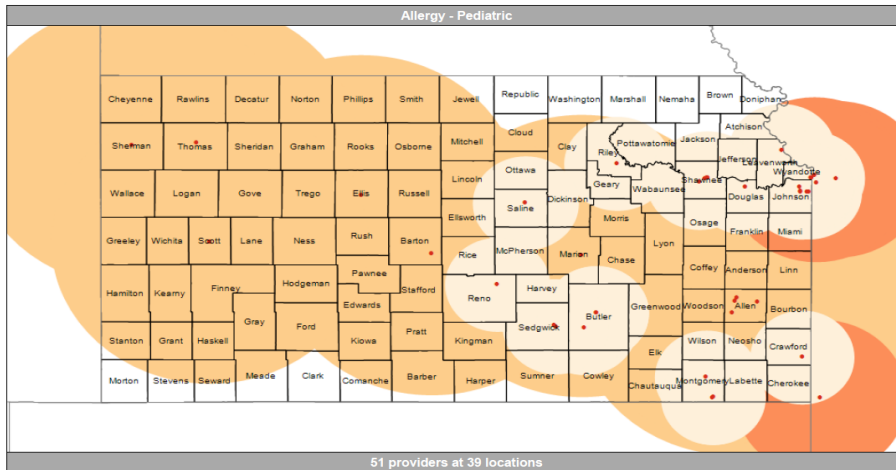 Allergy - Pediatric
Cheyenne Rawlins Decatur Norton Phillips Smith Jewell Republic Washington Marshall Nemaha Brown Doniphan
Sherman Thomas Sheridan Graham Rooks Osborne Mitchell Cloud Clay Riley Pottawatomie Jackson Atchison
Jefferson Leavenworth Wyandotte
Wallace Logan Gove Trego Ellis Russell Lincoln Ottawa Geary Wabaunsee Shawnee
Saline Dickinson Morris Douglas Johnson
Greeley Wichita Scott Lane Ness Rush Barton Ellsworth Osage Franklin Miami
Rice McPherson Marion Chase Lyon
Hamilton Kearny Finney Hodgeman Pawnee Stafford Coffey Anderson Linn
Edwards Reno Harvey
Gray Ford Sedgwick Butler Greenwood Woodson Allen Bourbon
Stanton Grant Haskell Kiowa Pratt Kingman Elk Wilson Neosho Crawford
Morton Stevens Seward Meade Clark Comanche Barber Harper Sumner Cowley Chautauqua Montgomery Labette Cherokee
51 providers at 39 locations